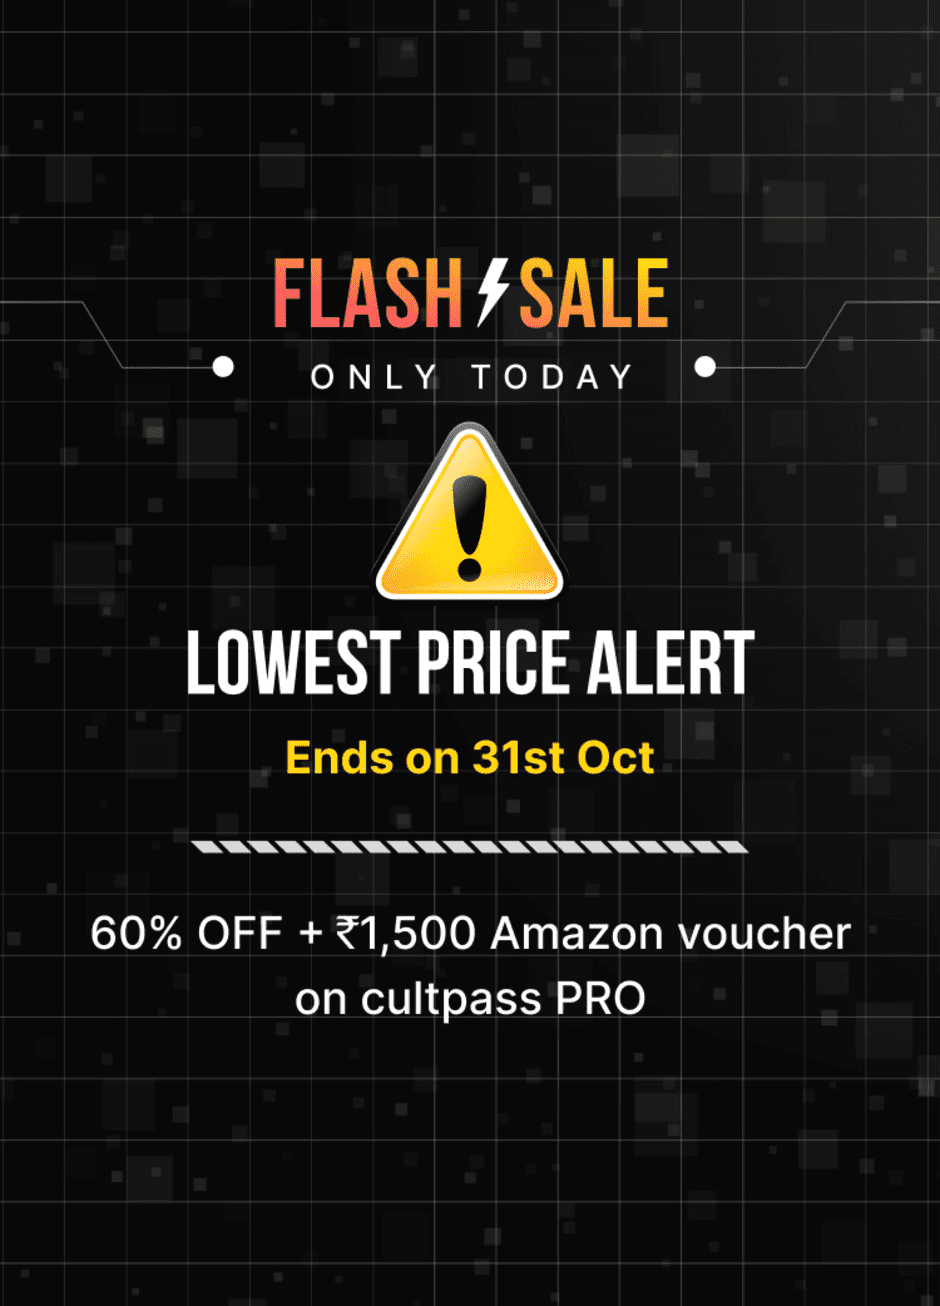 FLASH SALE
ONLY TODAY
LOWEST PRICE ALERT
Ends on 31st Oct
60% OFF + ₹1,500 Amazon voucher
on cultpass PRO